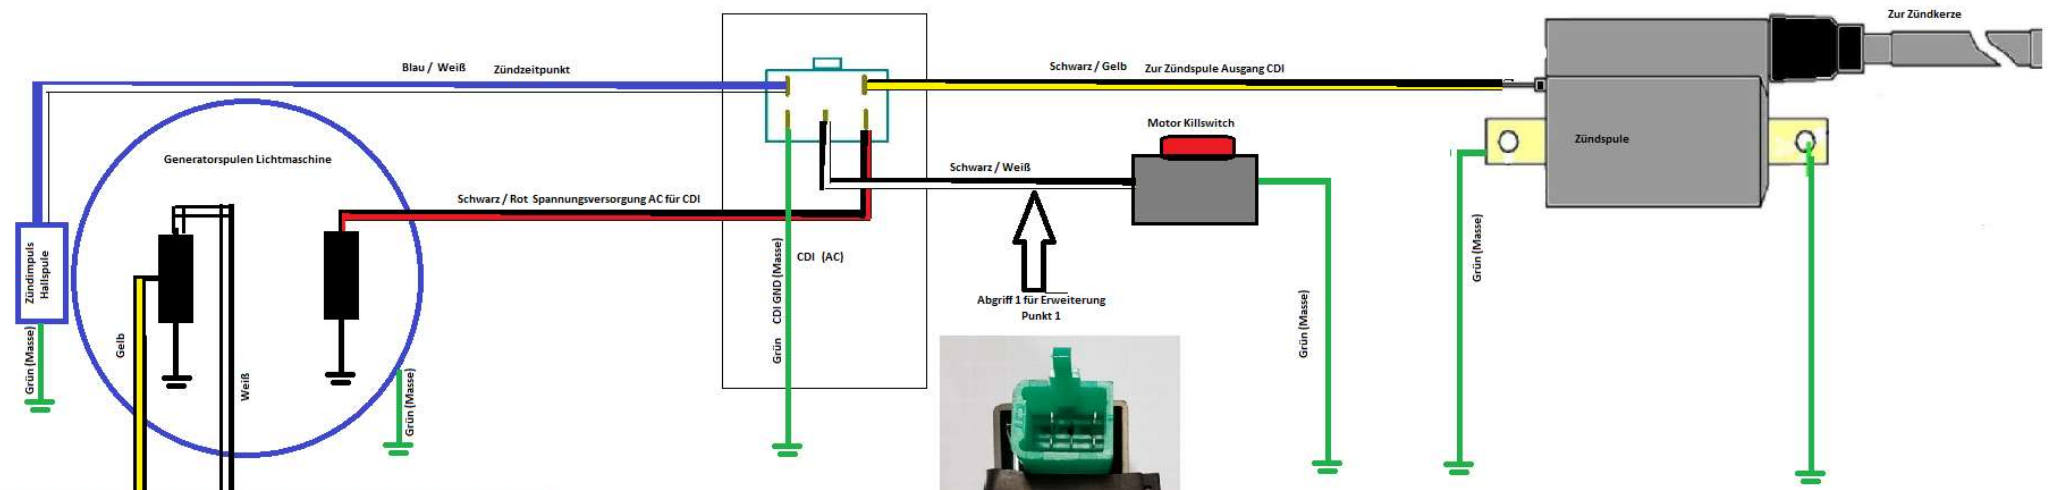 Zur Zündkerze
Blau / Weiß Zündzeitpunkt
Schwarz / Gelb Zur Zündspule Ausgang CDI
Motor Killswitch
Zündspule
Generatorspulen Lichtmaschine
Schwarz / Weiß
Schwarz / Rot Spannungsversorgung AC für CDI
Zündimpuls
Hallspule
Grün (Masse)
Gelb
Weiß
Grün (Masse)
Grün CDI GND (Masse)
CDI (AC)
Abgriff 1 für Erweiterung
Punkt 1
Grün (Masse)
Grün (Masse)